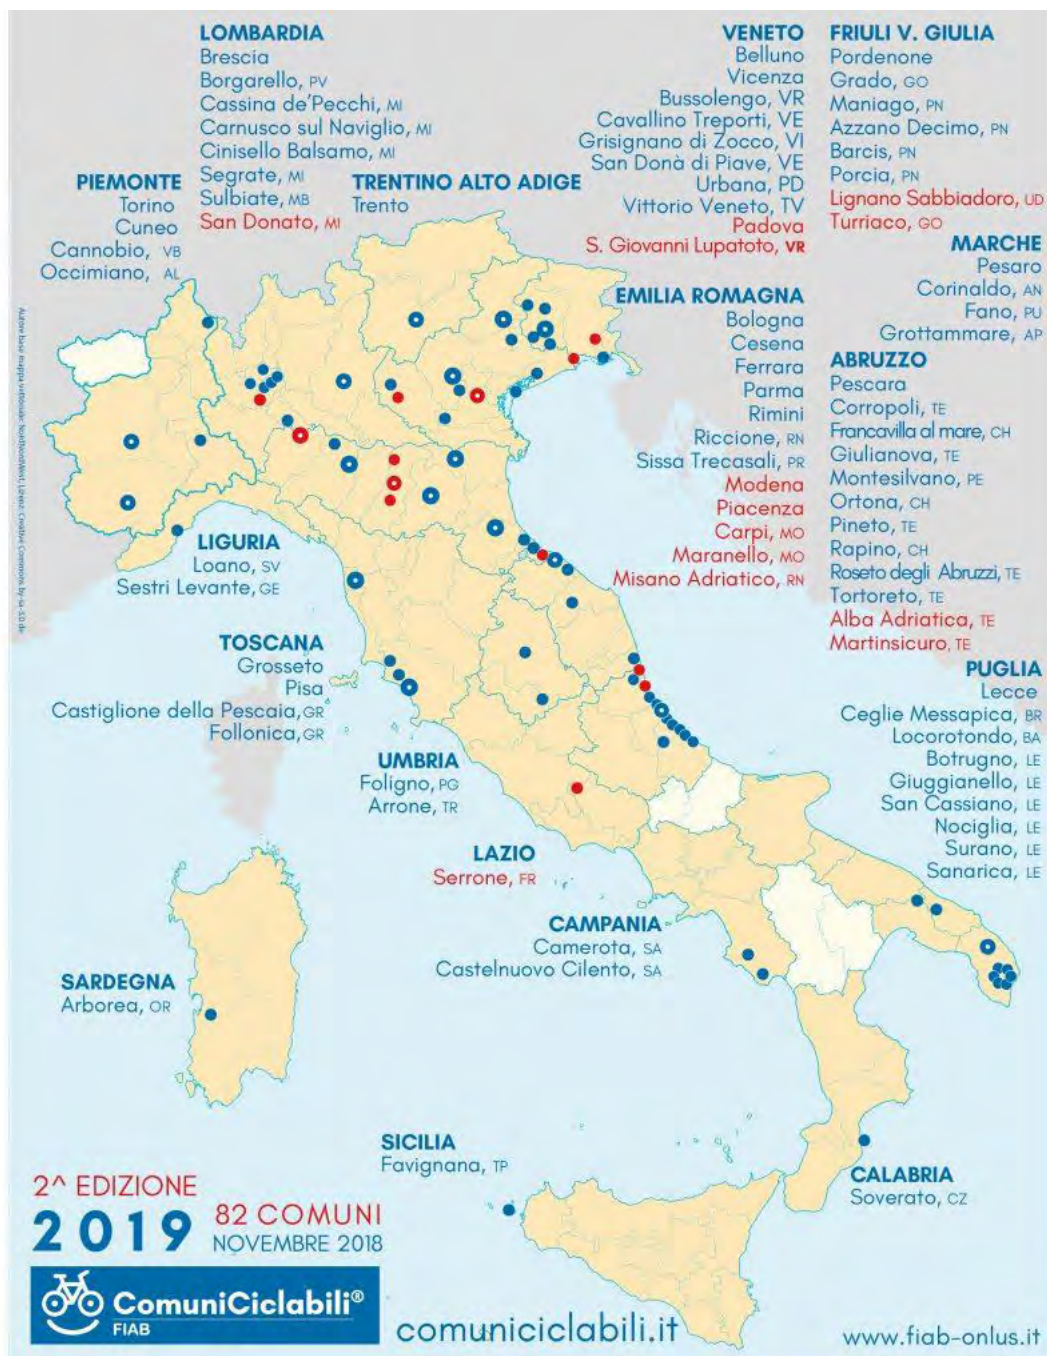 LOMBARDIA
Brescia
Borgarello, PV
Cassina de'Pecchi, MI
Carnusco sul Naviglio, MI
Cinisello Balsamo, MI
Segrate, MI
Sulbiate, MB
San Donato, MI
PIEMONTE
Torino
Cuneo
Cannobio, VB
Occimiano, AL
TRENTINO ALTO ADIGE
Trento
VENETO
Belluno
Vicenza
Bussolengo, VR
Cavallino Treporti, VE
Grisignano di Zocco, VI
San Donà di Piave, VE
Urbana, PD
Vittorio Veneto, TV
Padova
S. Giovanni Lupatoto, VR
FRIULI V. GIULIA
Pordenone
Grado, GO
Maniago, PN
Azzano Decimo, PN
Barcis, PN
Porcia, PN
Lignano Sabbiadoro, UD
Turriaco, GO
MARCHE
Pesaro
Corinaldo, AN
Fano, PU
Grottammare, AP
EMILIA ROMAGNA
Bologna
Cesena
Ferrara
Parma
Rimini
Riccione, RN
Sissa Trecasali, PR
Modena
Piacenza
Carpi, MO
Maranello, MO
Misano Adriatico, RN
ABRUZZO
Pescara
Corropoli, TE
Francavilla al mare, CH
Giulianova, TE
Montesilvano, PE
Ortona, CH
Pineto, TE
Rapino, CH
Roseto degli Abruzzi, TE
Tortoreto, TE
Alba Adriatica, TE
Martinsicuro, TE
LIGURIA
Loano, SV
Sestri Levante, GE
TOSCANA
Grosseto
Pisa
Castiglione della Pescaia, GR
Follonica, GR
UMBRIA
Foligno, PG
Arrone, TR
PUGLIA
Lecce
Ceglie Messapica, BR
Locorotondo, BA
Botrugno, LE
Giuggianello, LE
San Cassiano, LE
Nociglia, LE
Surano, LE
Sanarica, LE
LAZIO
Serrone, FR
CAMPANIA
Camerota, SA
Castelnuovo Cilento, SA
SARDEGNA
Arborea, OR
SICILIA
Favignana, TP
CALABRIA
Soverato, CZ
2^ EDIZIONE
2019
82 COMUNI
NOVEMBRE 2018
ComuniCiclabili®
FIAB
comuniciclabili.it
www.fiab-onlus.it